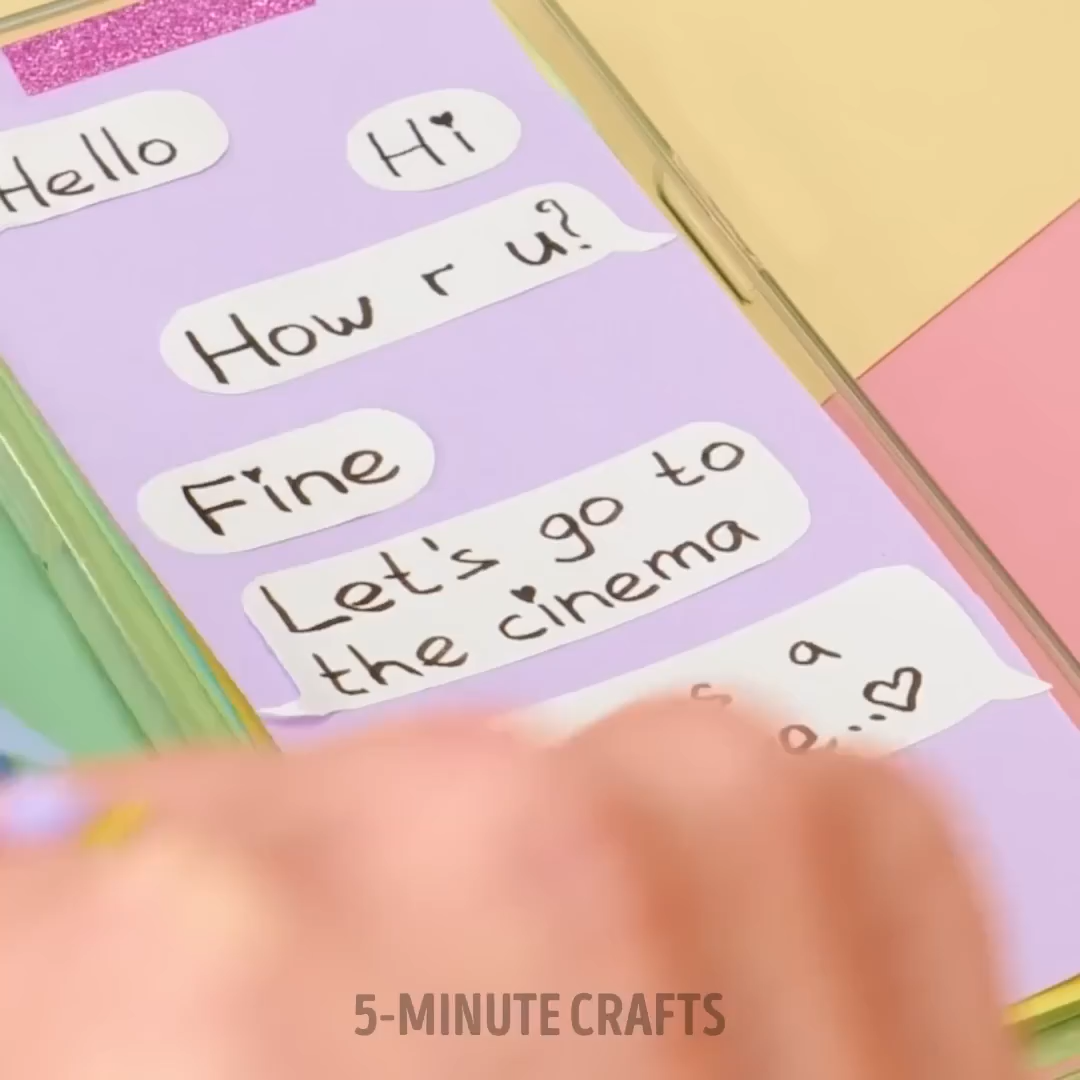 Hello
Hi
How r u?
Fine
Let's go to
the cinema
a
5-MINUTE CRAFTS